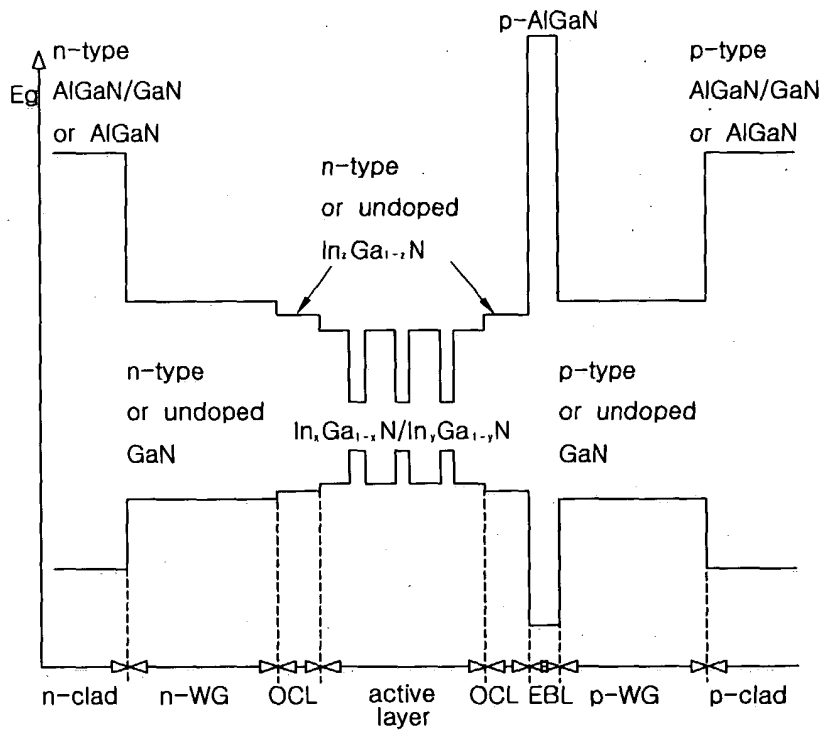 p-AlGaN
n-type
AlGaN/GaN
or AlGaN
Eg
p-type
AlGaN/GaN
or AlGaN
n-type
or undoped
InzGa1-zN
n-type
or undoped
GaN
InxGa1-xN/InyGa1-yN
p-type
or undoped
GaN
n-clad
n-WG
OCL
active
layer
OCL
EBL
p-WG
p-clad